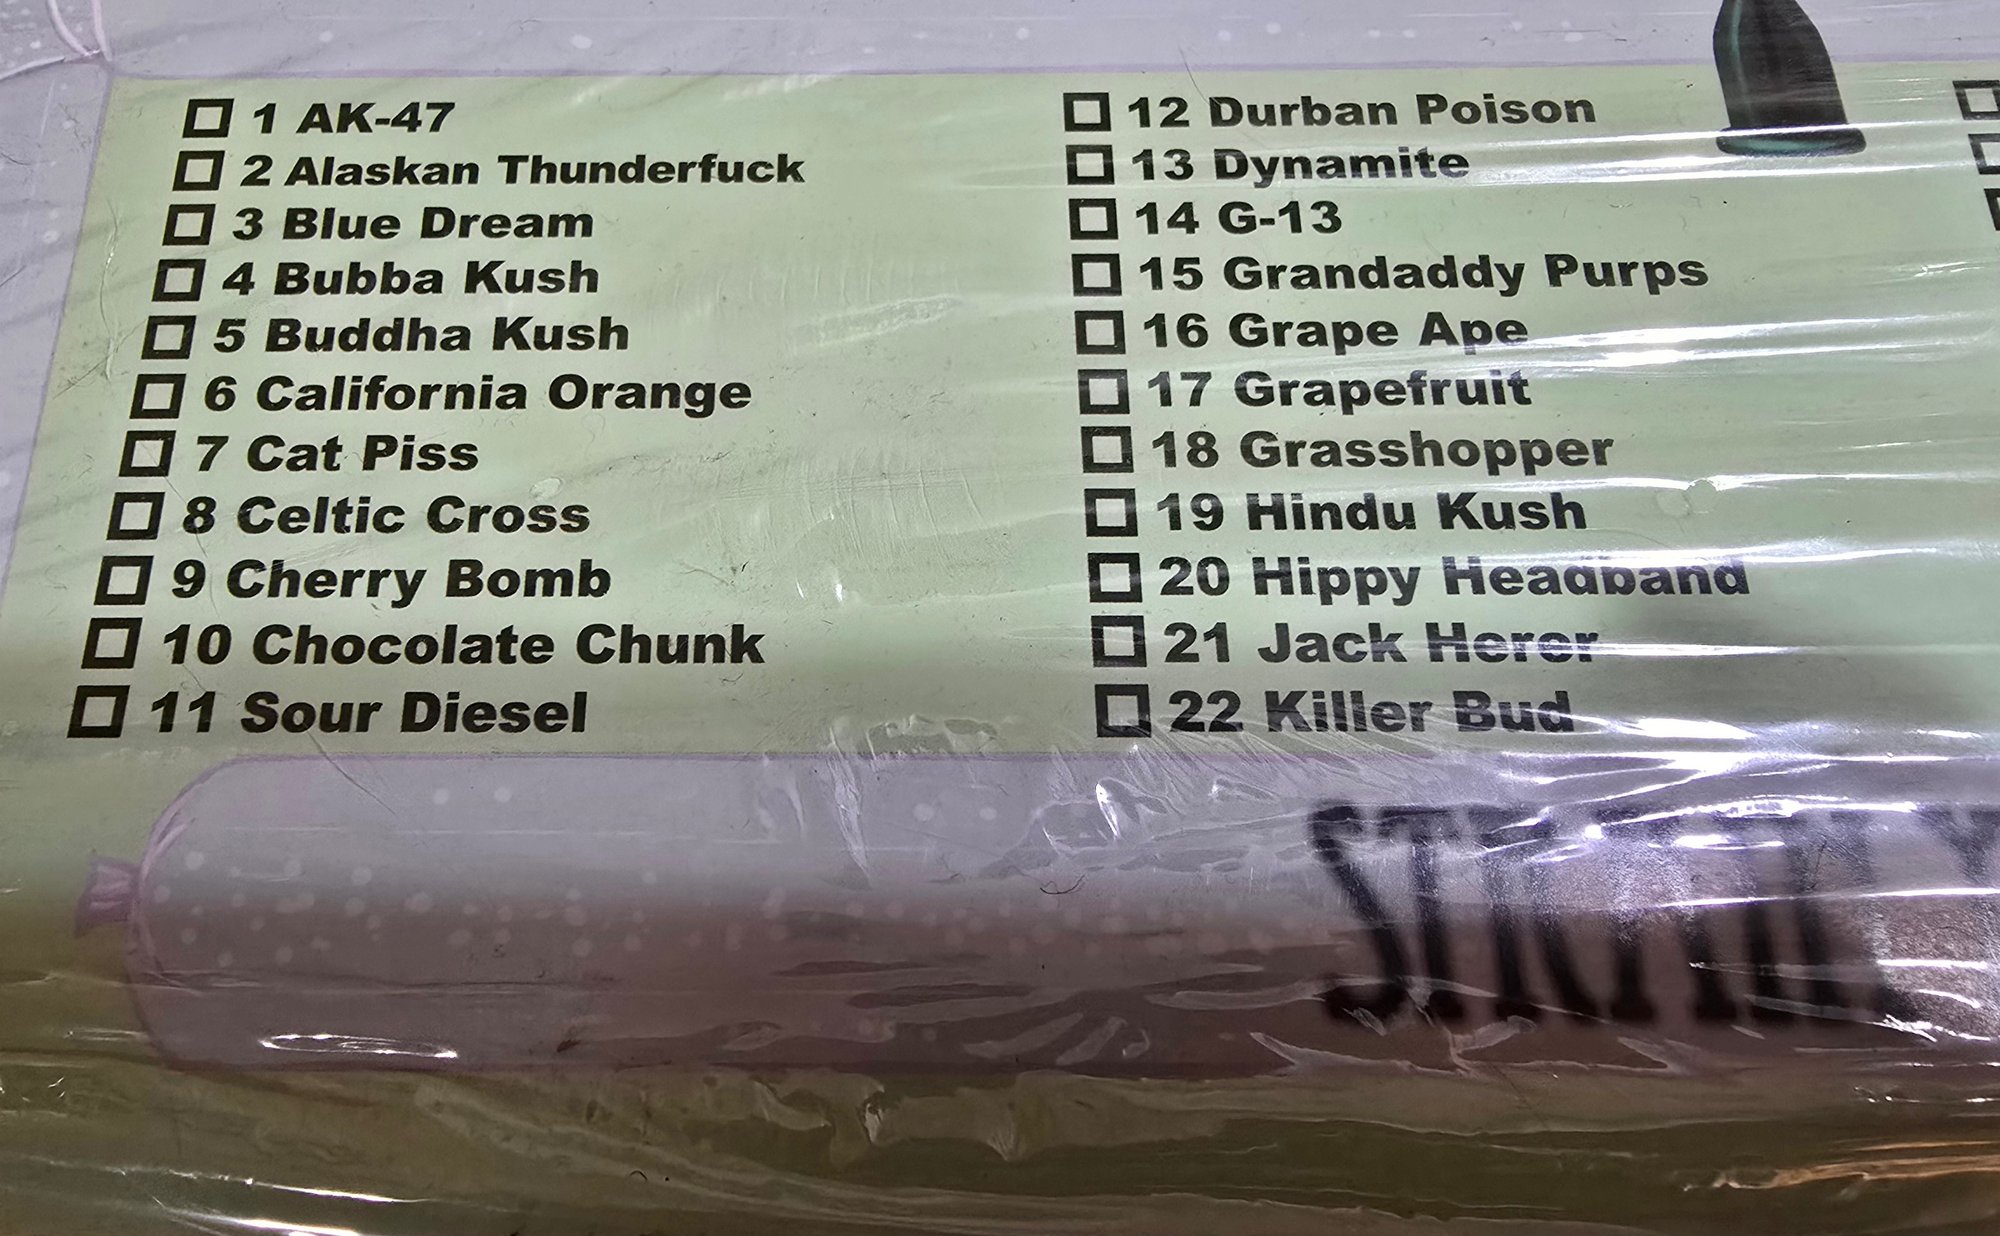 1 AK-47
2 Alaskan Thunderfuck
3 Blue Dream
4 Bubba Kush
5 Buddha Kush
6 California Orange
7 Cat Piss
8 Celtic Cross
9 Cherry Bomb
10 Chocolate Chunk
11 Sour Diesel
12 Durban Poison
13 Dynamite
14 G-13
15 Grandaddy Purps
16 Grape Ape
17 Grapefruit
18 Grasshopper
19 Hindu Kush
20 Hippy Headband
21 Jack Herer
22 Killer Bud